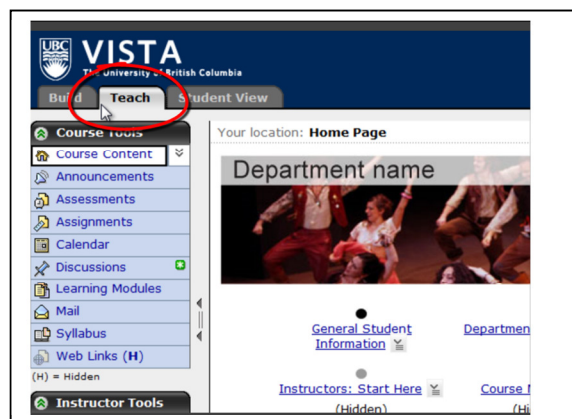 UBC
VISTA
The University of British Columbia
Build
Teach
Student View
Course Tools
Course Content
Announcements
Assessments
Assignments
Calendar
Discussions
Learning Modules
Mail
Syllabus
Web Links (H)
(H) = Hidden
Instructor Tools
Your location: Home Page
Department name
General Student
Information
Departmen
Instructors: Start Here
(Hidden)
Course
(Hi